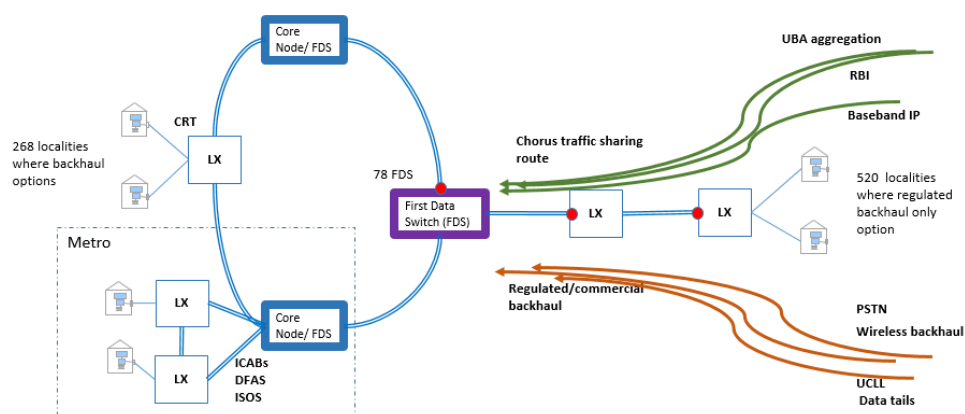 Core
Node/ FDS
UBA aggregation
RBI
Baseband IP
CRT
268 localities
where backhaul
options
LX
Chorus traffic sharing
route
78 FDS
First Data
Switch (FDS)
LX
LX
520 localities
where regulated
backhaul only
option
Metro
LX
LX
Core
Node/ FDS
ICABs
DFAS
ISOS
Regulated/commercial
backhaul
PSTN
Wireless backhaul
UCLL
Data tails